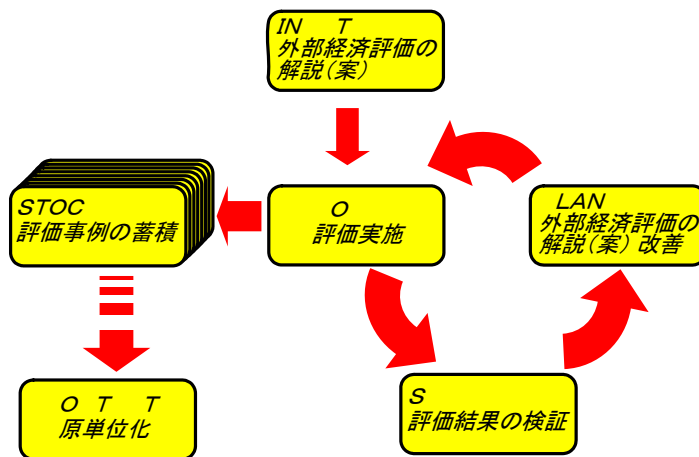 IN T
外部経済評価の
解説(案)
STOC
評価事例の蓄積
O
評価実施
LAN
外部経済評価の
解説(案) 改善
O T T
原単位化
S
評価結果の検証